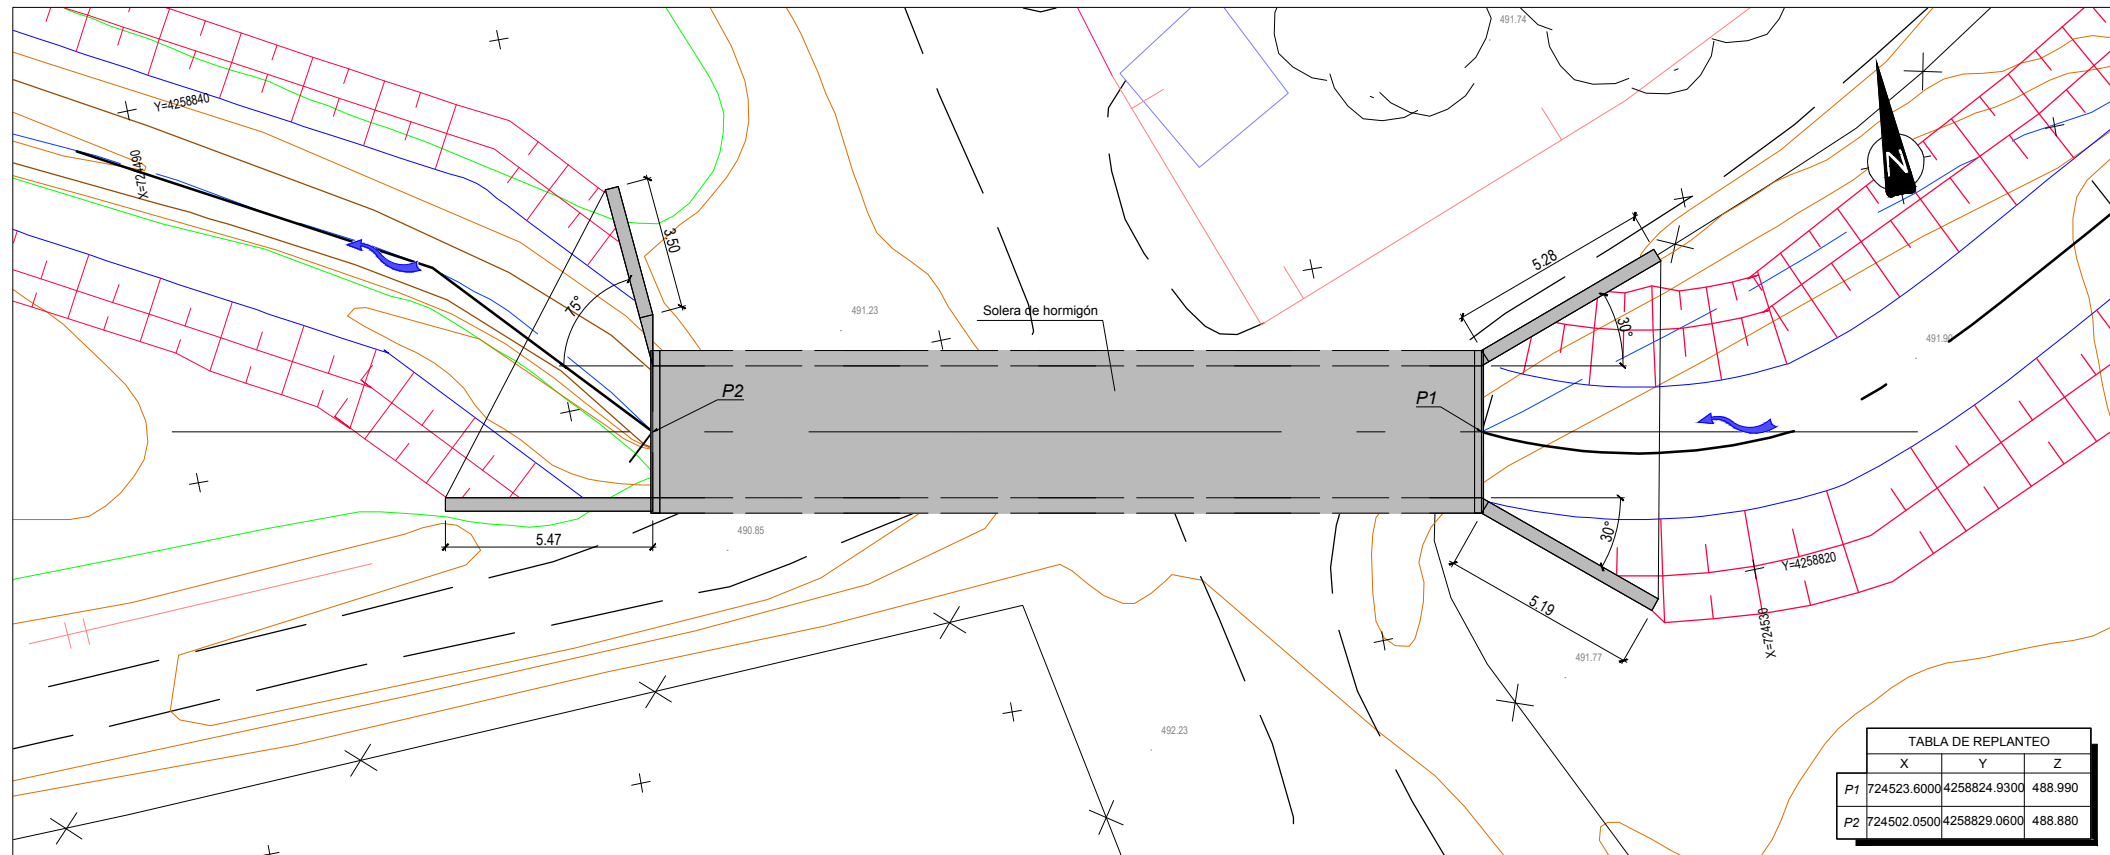 491.74
Y=4258840
X=724490
N
3.50
5.28
75°
30°
491.23
Solera de hormigón
P2
P1
5.47
490.85
30°
5.19
Y=4258820
X=724530
491.77
492.23
TABLA DE REPLANTEO
X Y Z
P1 724523.6000 4258824.9300 488.990
P2 724502.0500 4258829.0600 488.880